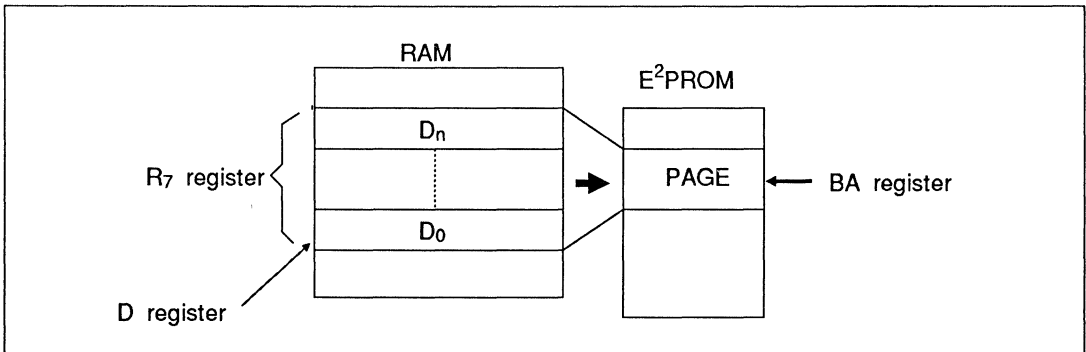 RAM
E²PROM
Dn
R7 register
PAGE
BA register
D0
D register